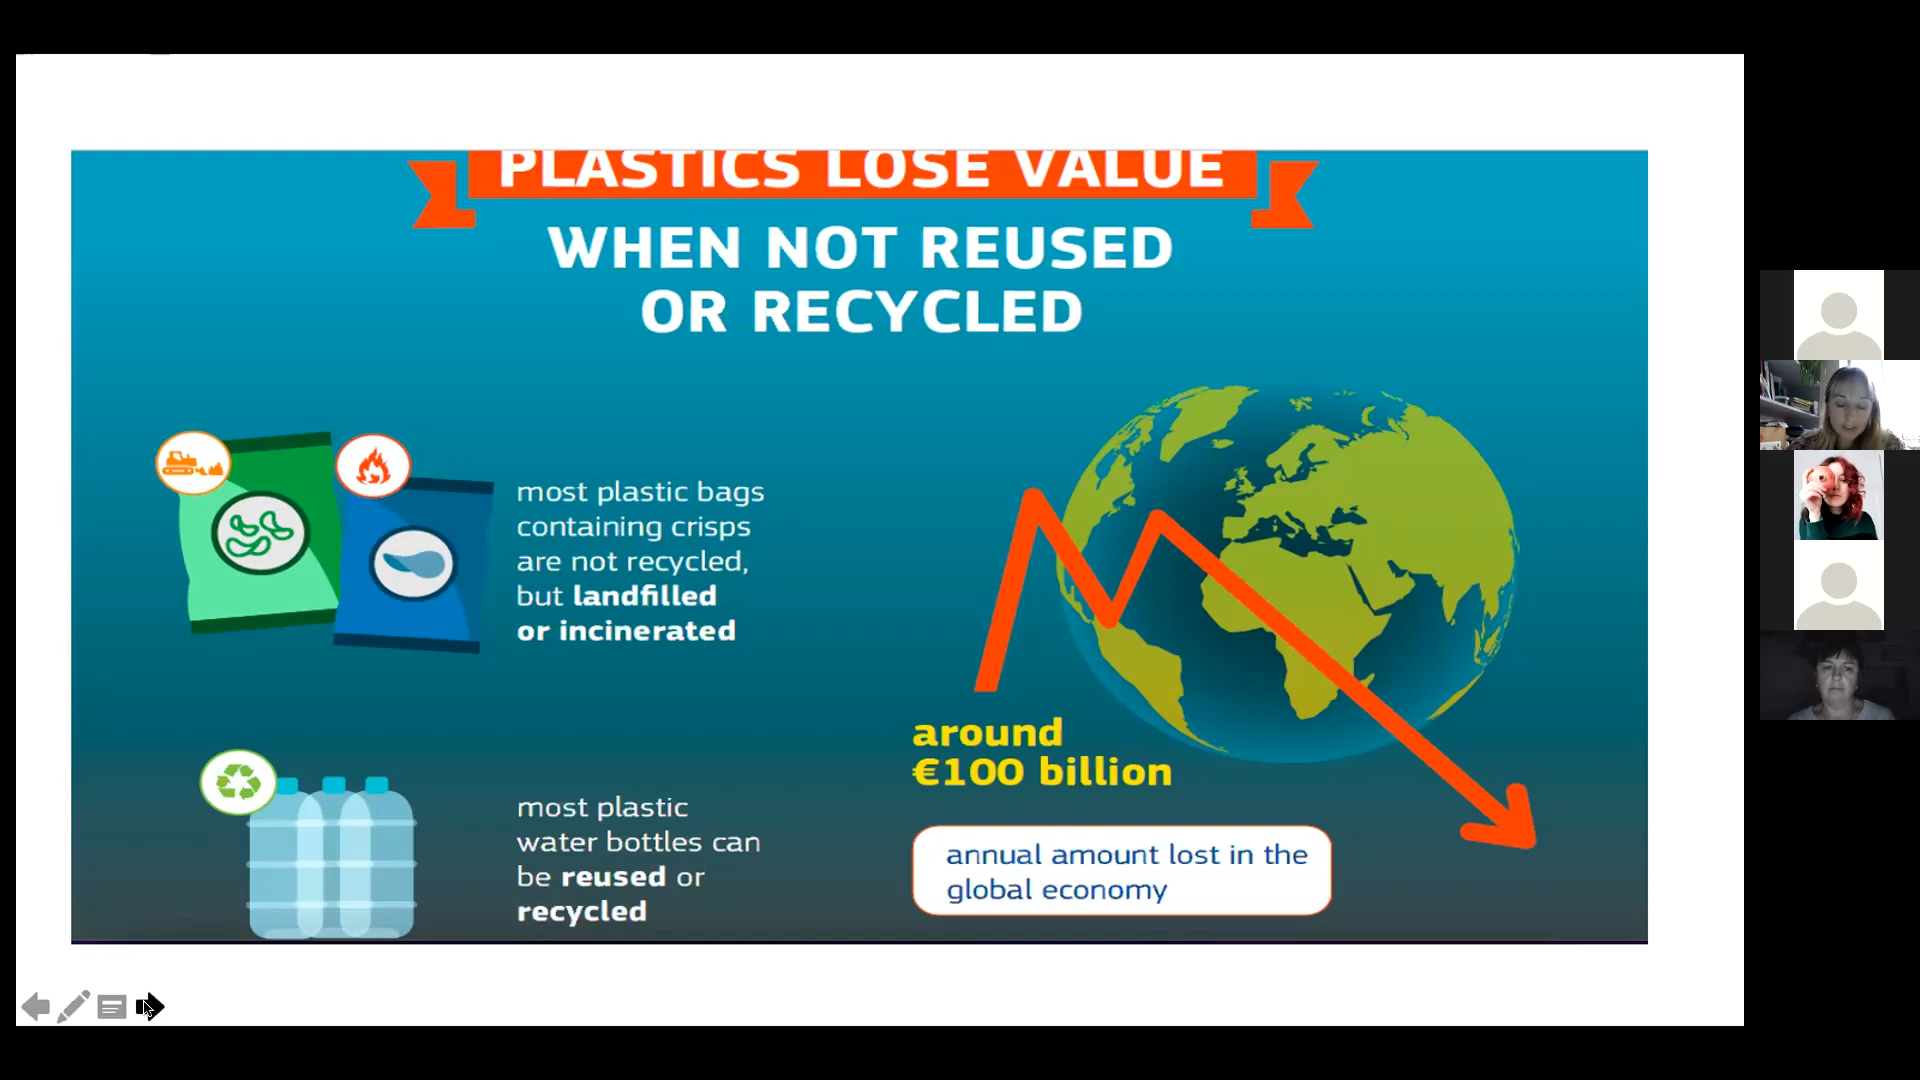 PLASTICS LOSE VALUE
WHEN NOT REUSED
OR RECYCLED
most plastic bags
containing crisps
are not recycled,
but landfilled
or incinerated
most plastic
water bottles can
be reused or
recycled
around
€100 billion
annual amount lost in the
global economy